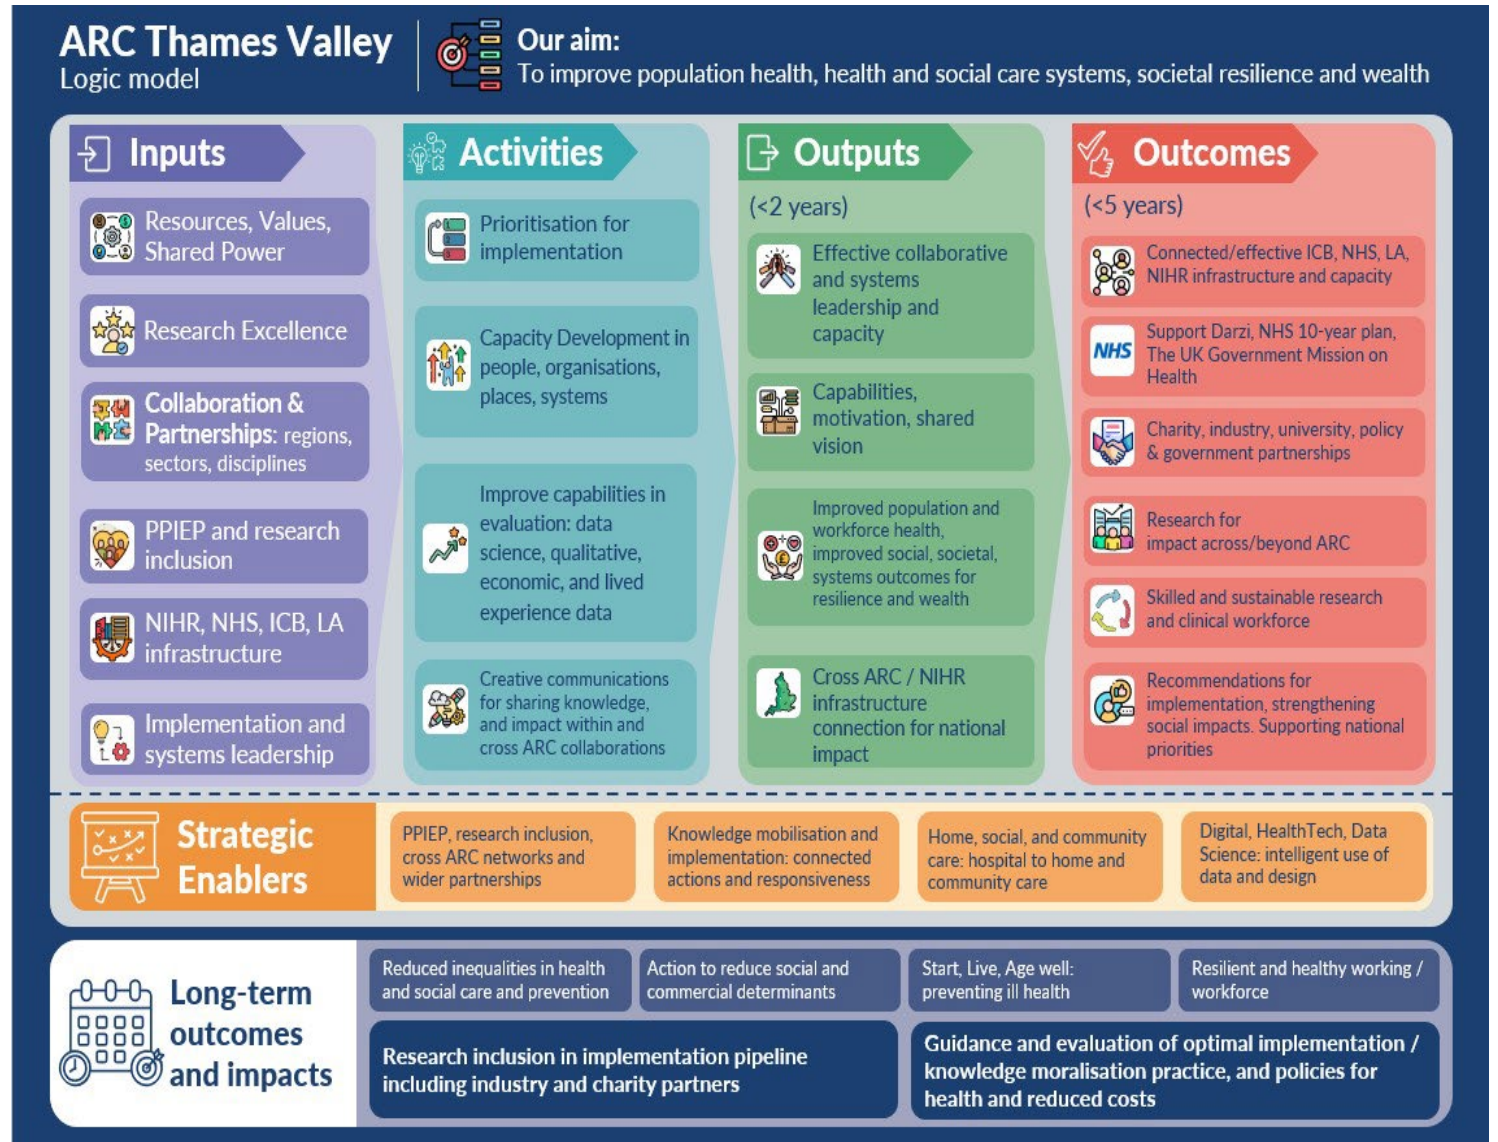 ARC Thames Valley
Logic model
Our aim:
To improve population health, health and social care systems, societal resilience and wealth
Inputs
Resources, Values,
Shared Power
Research Excellence
Collaboration &
Partnerships: regions,
sectors, disciplines
PPIEP and research
inclusion
NIHR, NHS, ICB, LA
infrastructure
Implementation and
systems leadership
Activities
Prioritisation for
implementation
Capacity Development in
people, organisations,
places, systems
Improve capabilities in
evaluation: data
science, qualitative,
economic, and lived
experience data
Creative communications
for sharing knowledge,
and impact within and
cross ARC collaborations
Outputs
(<2 years)
Effective collaborative
and systems
leadership and
capacity
Capabilities,
motivation, shared
vision
Improved population and
workforce health,
improved social, societal,
systems outcomes for
resilience and wealth
Cross ARC / NIHR
infrastructure
connection for national
impact
Outcomes
(<5 years)
Connected/effective ICB, NHS, LA,
NIHR infrastructure and capacity
NHS
Support Darzi, NHS 10-year plan,
The UK Government Mission on
Health
Charity, industry, university, policy
& government partnerships
Research for
impact across/beyond ARC
Skilled and sustainable research
and clinical workforce
Recommendations for
implementation, strengthening
social impacts. Supporting national
priorities
Strategic
Enablers
PPIEP, research inclusion,
cross ARC networks and
wider partnerships
Knowledge mobilisation and
implementation: connected
actions and responsiveness
Home, social, and community
care: hospital to home and
community care
Digital, HealthTech, Data
Science: intelligent use of
data and design
Long-term
outcomes
and impacts
Reduced inequalities in health
and social care and prevention
Action to reduce social and
commercial determinants
Start, Live, Age well:
preventing ill health
Resilient and healthy working /
workforce
Research inclusion in implementation pipeline
including industry and charity partners
Guidance and evaluation of optimal implementation /
knowledge moralisation practice, and policies for
health and reduced costs